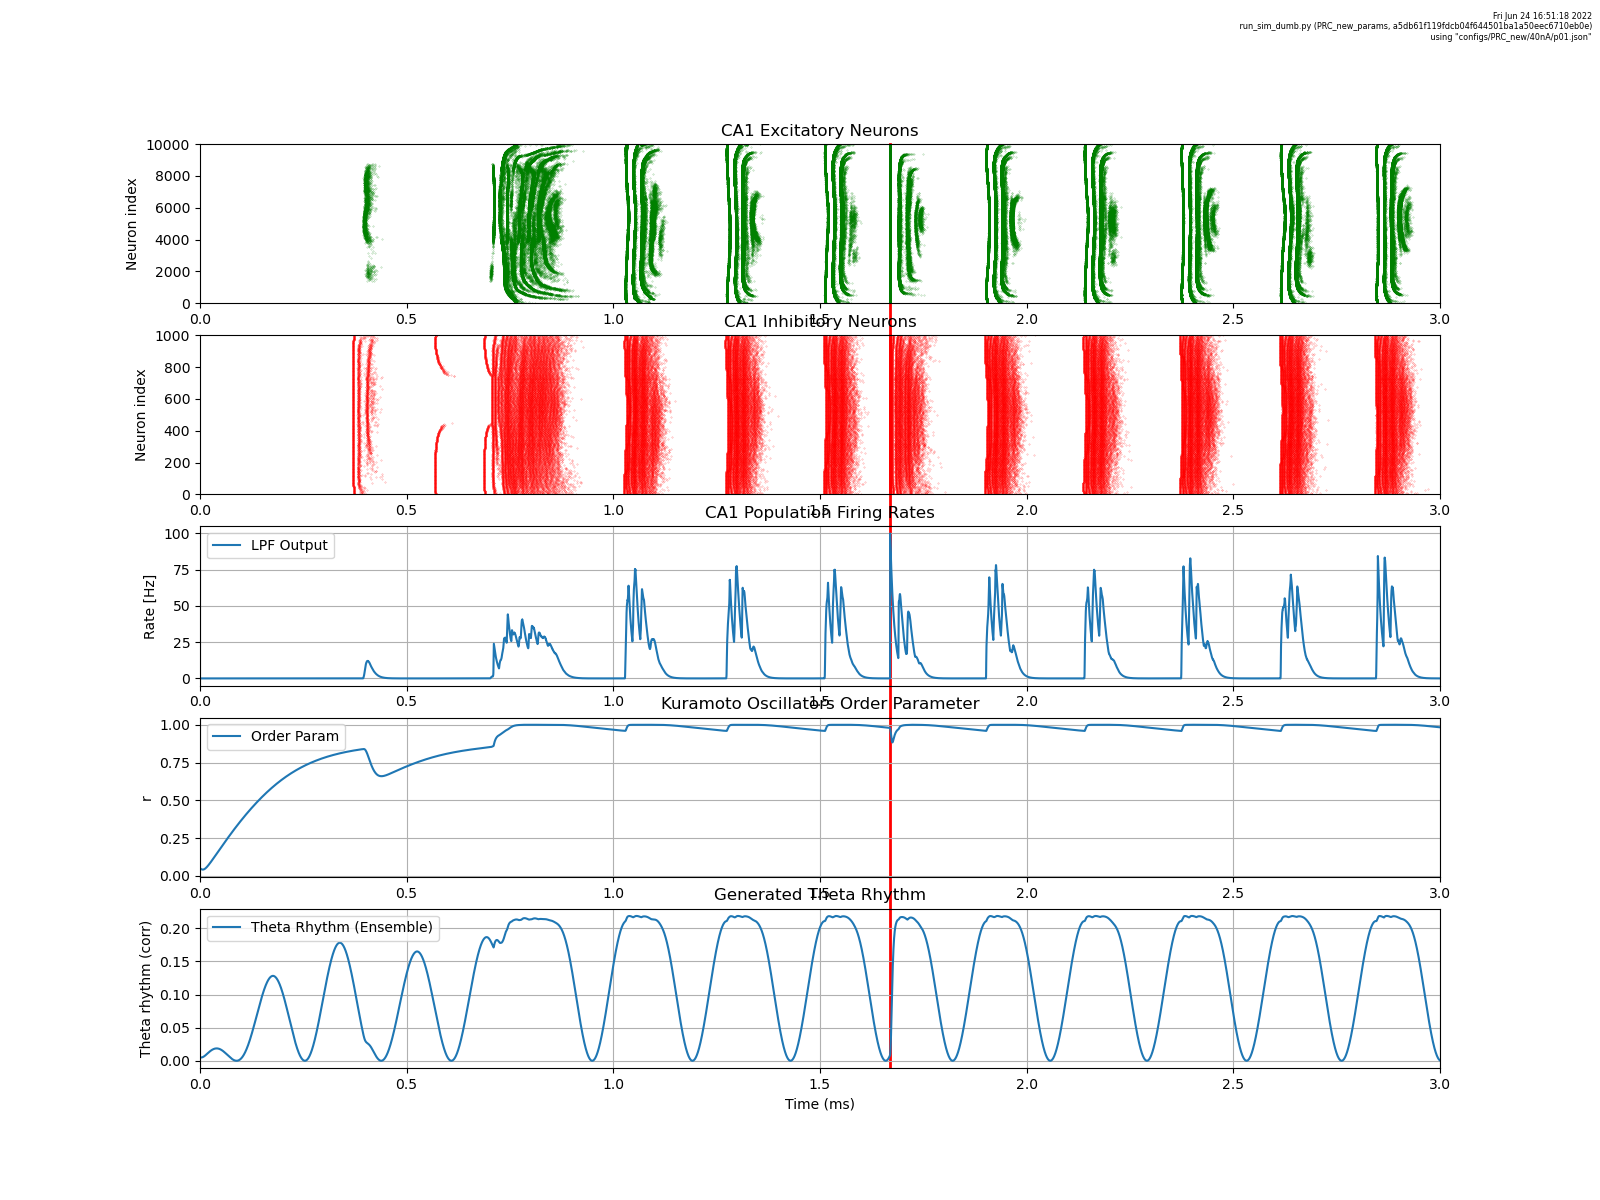 Fri Jun 24 16:51:18 2022
run_sim_dumb.py (PRC_new_params, a5db61f119fdcb04f644501ba1a50eec6710eb0e)
using "configs/PRC_new/40nA/p01.json"
CA1 Excitatory Neurons
Neuron index
10000
8000
6000
4000
2000
0
0.0 0.5 1.0 1.5 2.0 2.5 3.0
CA1 Inhibitory Neurons
Neuron index
1000
800
600
400
200
0
0.0 0.5 1.0 1.5 2.0 2.5 3.0
CA1 Population Firing Rates
Rate [Hz]
100
75
50
25
0
LPF Output
0.0 0.5 1.0 1.5 2.0 2.5 3.0
Kuramoto Oscillators Order Parameter
r
1.00
0.75
0.50
0.25
0.00
Order Param
0.0 0.5 1.0 1.5 2.0 2.5 3.0
Generated Theta Rhythm
Theta rhythm (corr)
0.20
0.15
0.10
0.05
0.00
Theta Rhythm (Ensemble)
0.0 0.5 1.0 1.5 2.0 2.5 3.0
Time (ms)